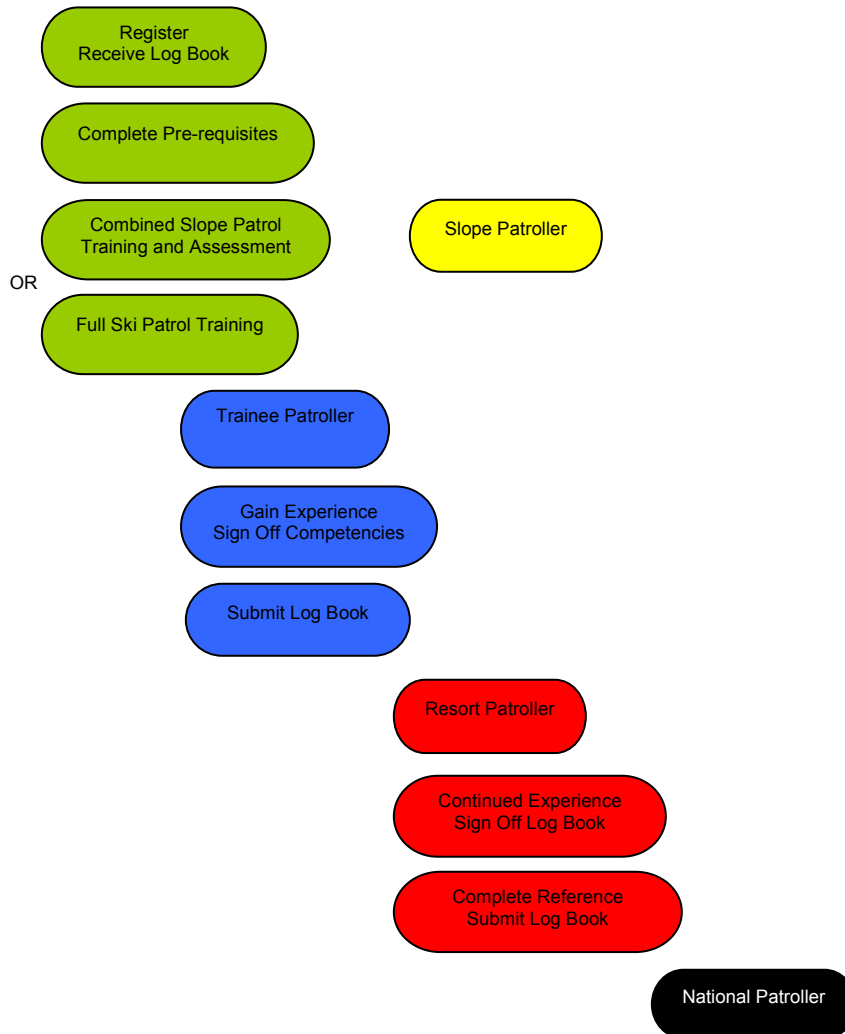 Register
Receive Log Book
Complete Pre-requisites
Combined Slope Patrol
Training and Assessment
Slope Patroller
OR
Full Ski Patrol Training
Trainee Patroller
Gain Experience
Sign Off Competencies
Submit Log Book
Resort Patroller
Continued Experience
Sign Off Log Book
Complete Reference
Submit Log Book
National Patroller